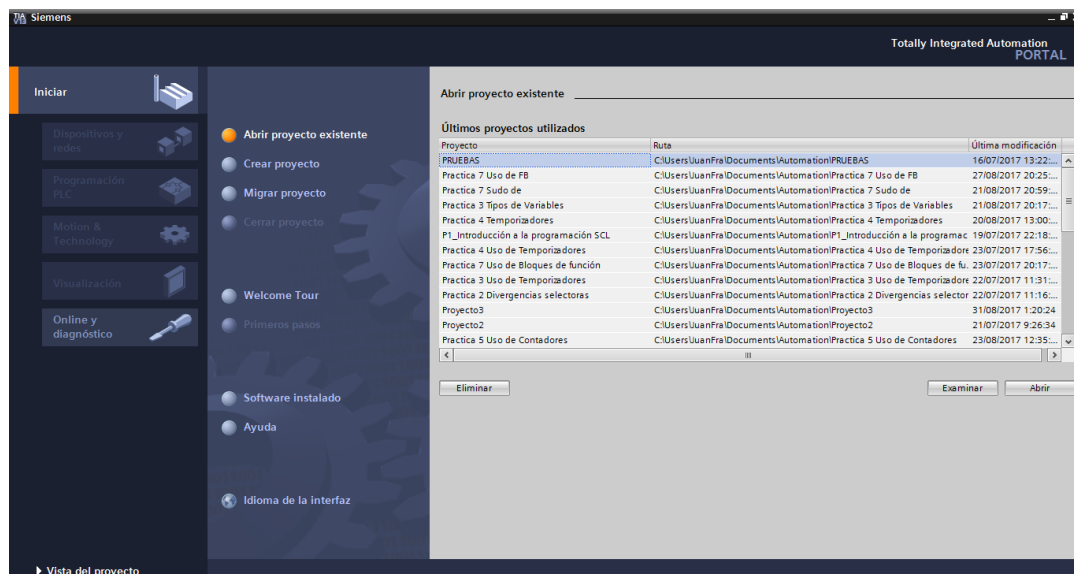 Siemens
Totally Integrated Automation
PORTAL
Iniciar
Dispositivos y
redes
Programación
PLC
Motion &
Technology
Visualización
Online y
diagnóstico
Vista del proyecto
Abrir proyecto existente
Crear proyecto
Migrar proyecto
Cerrar proyecto
Welcome Tour
Primeros pasos
Software instalado
Ayuda
Idioma de la interfaz
Abrir proyecto existente
Últimos proyectos utilizados
Proyecto Ruta Última modificación
PRUEBAS C:\Users\JuanFra\Documents\Automation\PRUEBAS 16/07/2017 13:22:...
Practica 7 Uso de FB C:\Users\JuanFra\Documents\Automation\Practica 7 Uso de FB 27/08/2017 20:25:...
Practica 7 Sudo de C:\Users\JuanFra\Documents\Automation\Practica 7 Sudo de 21/08/2017 20:59:...
Practica 3 Tipos de Variables C:\Users\JuanFra\Documents\Automation\Practica 3 Tipos de Variables 21/08/2017 20:17:...
Practica 4 Temporizadores C:\Users\JuanFra\Documents\Automation\Practica 4 Temporizadores 20/08/2017 13:00:...
P1_Introducción a la programación SCL C:\Users\JuanFra\Documents\Automation\P1_Introducción a la programac 19/07/2017 22:18:...
Practica 4 Uso de Temporizadores C:\Users\JuanFra\Documents\Automation\Practica 4 Uso de Temporizadore 23/07/2017 17:56:...
Practica 7 Uso de Bloques de función C:\Users\JuanFra\Documents\Automation\Practica 7 Uso de Bloques de fu. 23/07/2017 20:17:...
Practica 3 Uso de Temporizadores C:\Users\JuanFra\Documents\Automation\Practica 3 Uso de Temporizadore 22/07/2017 11:31:...
Practica 2 Divergencias selectoras C:\Users\JuanFra\Documents\Automation\Practica 2 Divergencias selector 22/07/2017 11:16:...
Proyecto3 C:\Users\JuanFra\Documents\Automation\Proyecto3 31/08/2017 1:20:24
Proyecto2 C:\Users\JuanFra\Documents\Automation\Proyecto2 21/07/2017 9:26:34
Practica 5 Uso de Contadores C:\Users\JuanFra\Documents\Automation\Practica 5 Uso de Contadores 23/08/2017 12:35:...
Eliminar Examinar Abrir